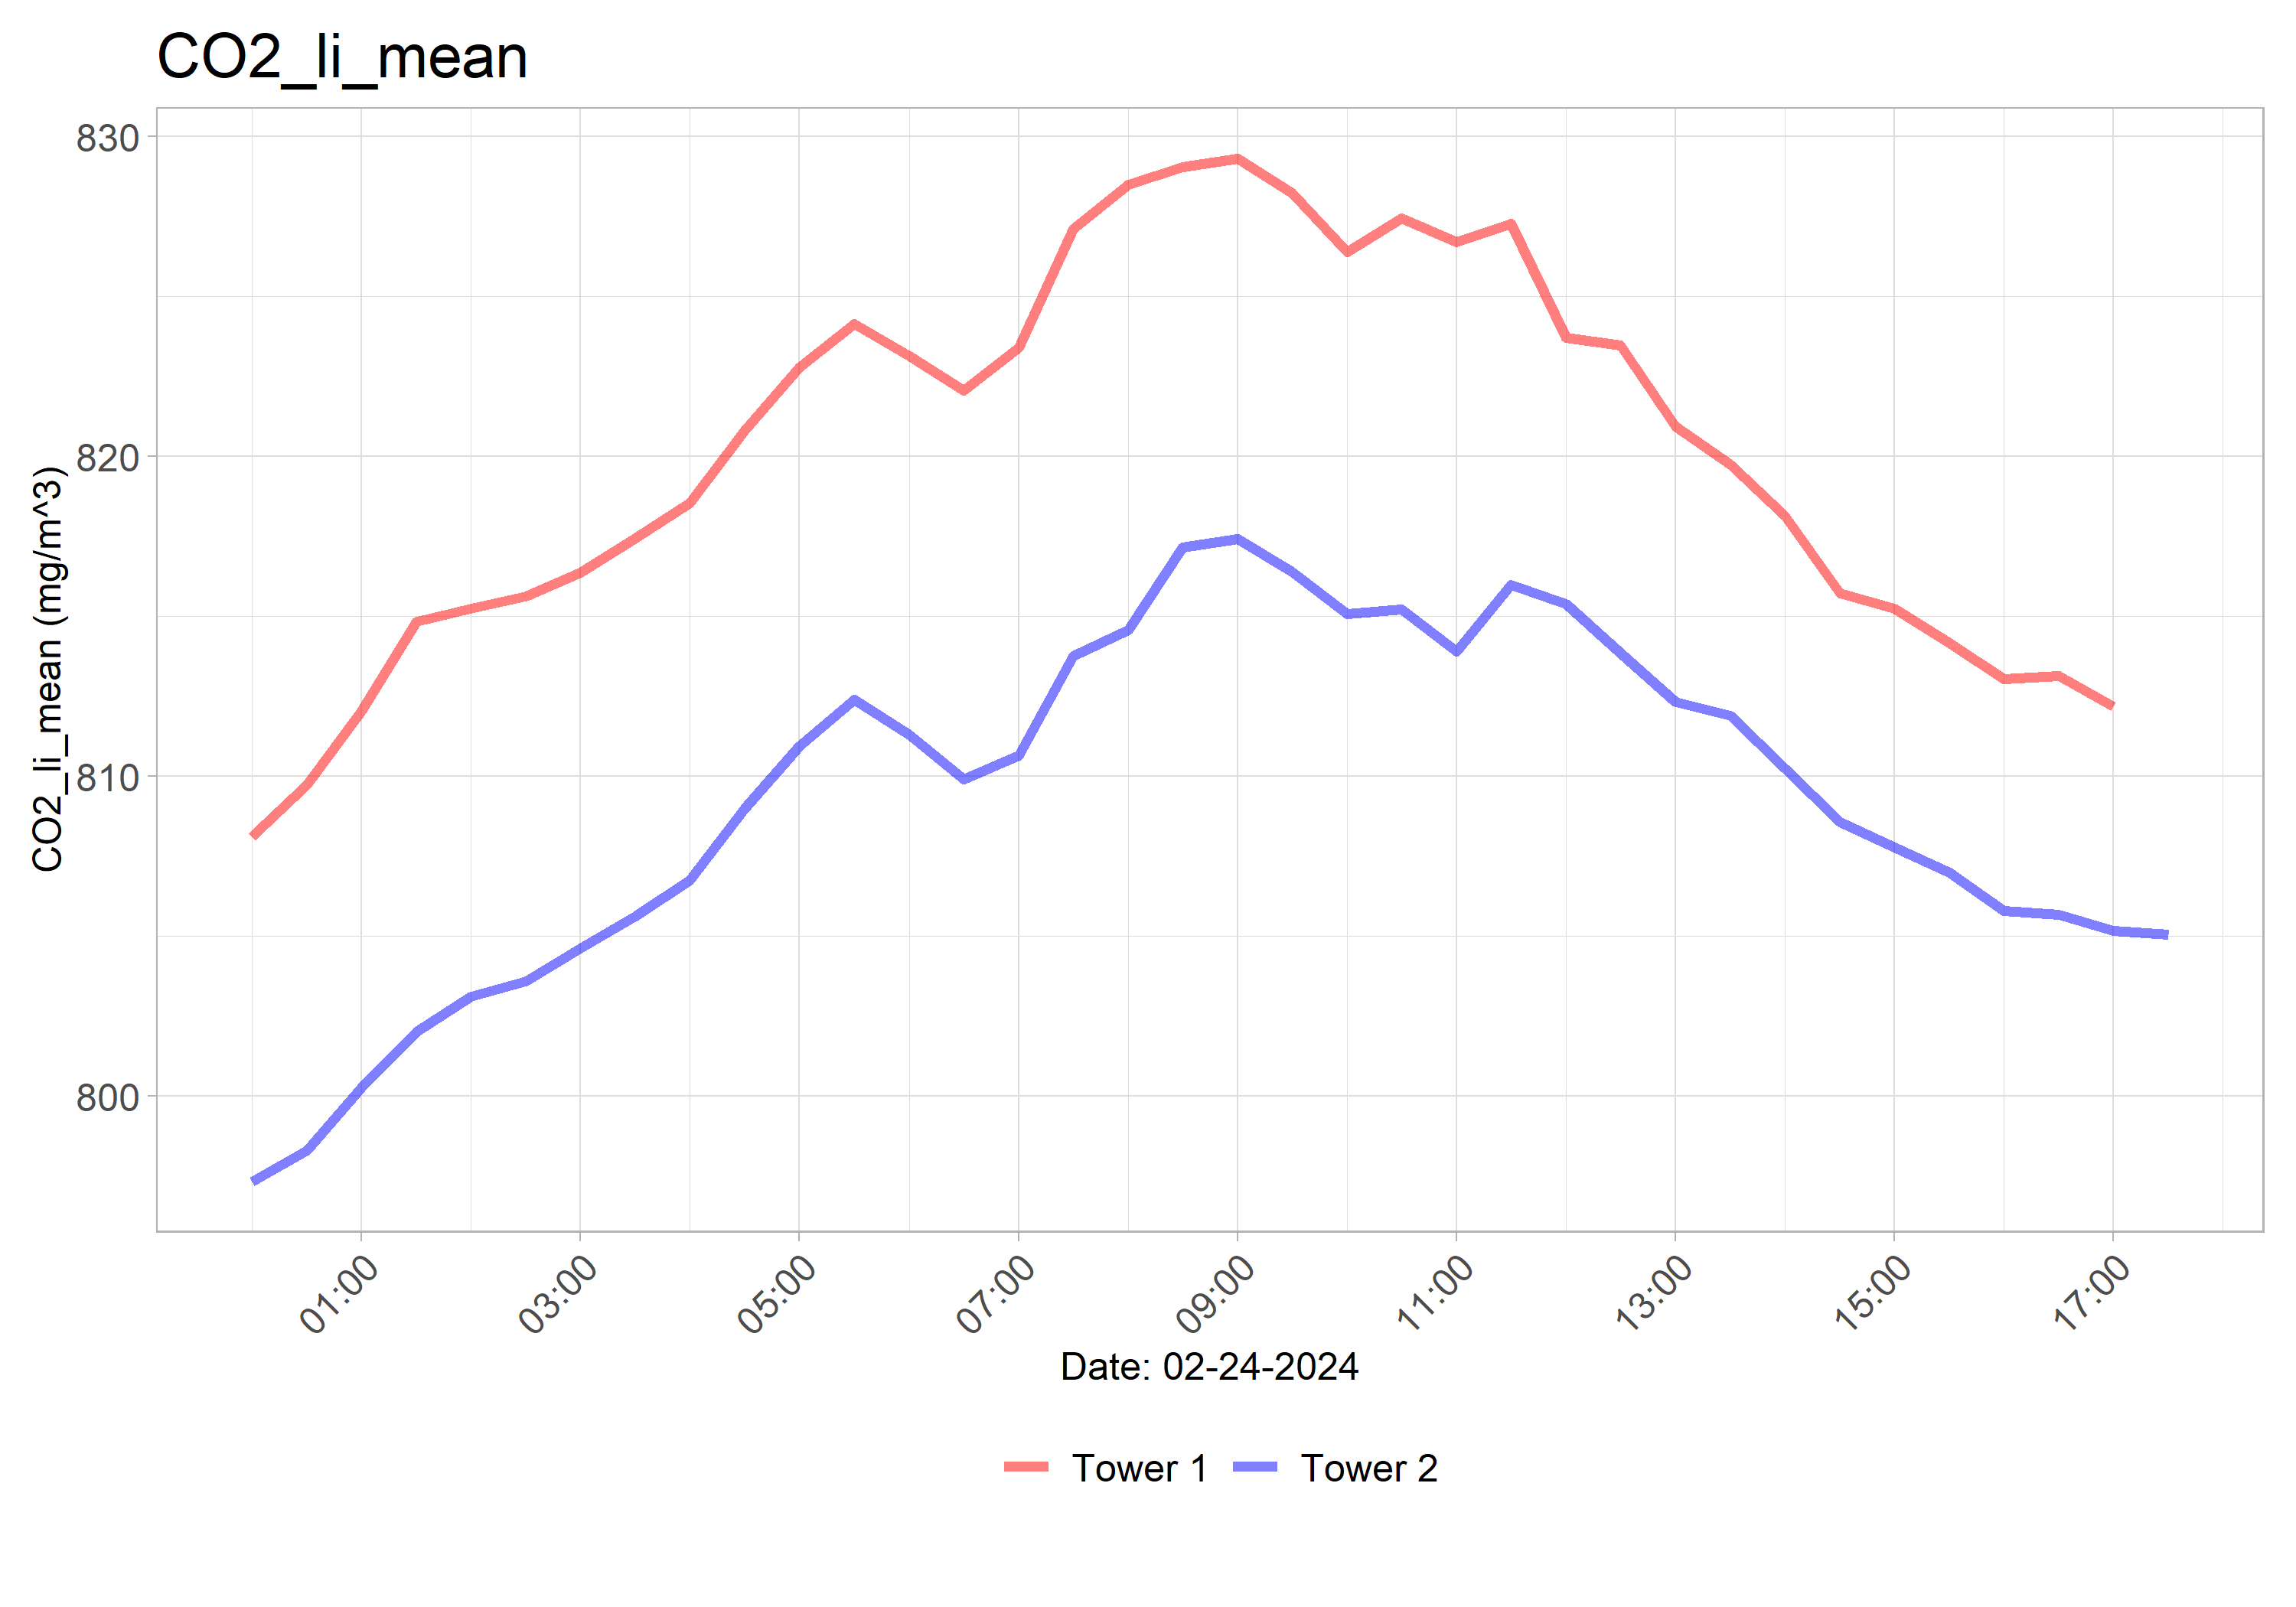 CO2_li_mean
CO2_li_mean (mg/m^3)
830
820
810
800
01:00 03:00 05:00 07:00 09:00 11:00 13:00 15:00 17:00
Date: 02-24-2024
Tower 1 Tower 2